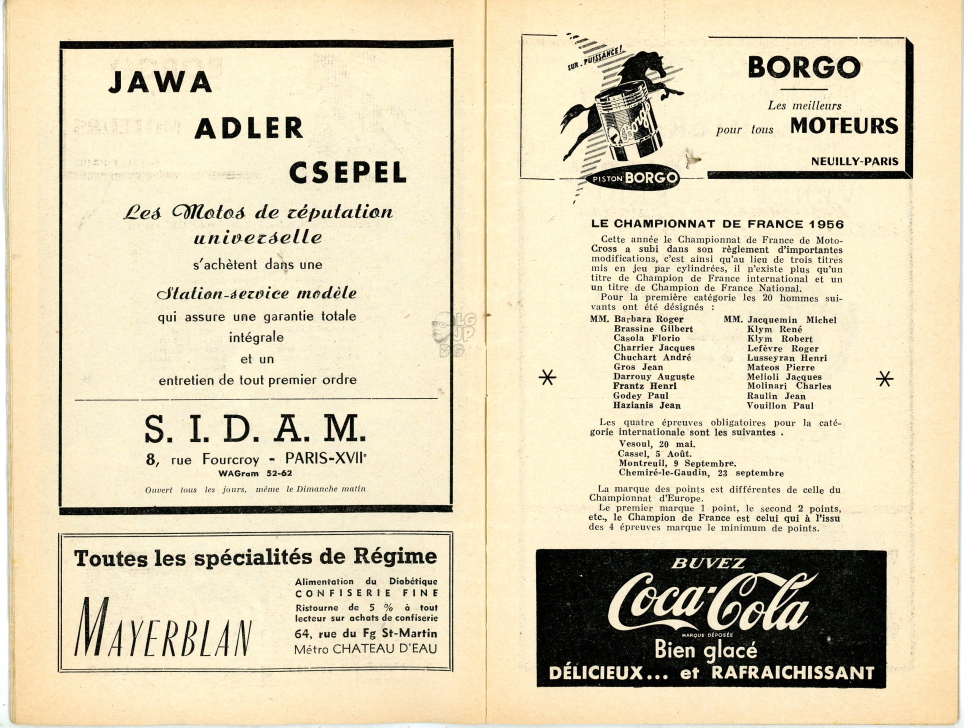 JAWA
ADLER
CSEPEL
Les Motos de réputation
universelle
s'achètent dans une
Station-service modèle
qui assure une garantie totale
intégrale
et un
entretien de tout premier ordre
S. I. D. A. M.
8, rue Fourcroy - PARIS-XVIIe
WAGram 52-62
Ouvert tous les jours, même le Dimanche matin
Toutes les spécialités de Régime
MAYERBLAN
Alimentation du Diabétique
CONFISERIE FINE
Ristourne de 5 % à tout
lecteur sur achats de confiserie
64, rue du Fg St-Martin
Métro CHATEAU D'EAU
SUR-PUISSANCE!
Borgo
PISTON BORGO
BORGO
Les meilleurs
pour tous MOTEURS
NEUILLY-PARIS
LE CHAMPIONNAT DE FRANCE 1956
Cette année le Championnat de France de Moto-
Cross a subi dans son règlement d'importantes
modifications, c'est ainsi qu'au lieu de trois titres
mis en jeu par cylindrées, il n'existe plus qu'un
titre de Champion de France international et un
un titre de Champion de France National.
Pour la première catégorie les 20 hommes sui-
vants ont été désignés :
MM. Barbara Roger
Brassine Gilbert
Casola Florio
Charrier Jacques
Chuchart André
Gros Jean
Darrouy Auguste
Frantz Henri
Godey Paul
Hazianis Jean
MM. Jacquemin Michel
Klym René
Klym Robert
Lefèvre Roger
Lusseyran Henri
Mateos Pierre
Melioli Jacques
Molinari Charles
Raulin Jean
Vouillon Paul
Les quatre épreuves obligatoires pour la caté-
gorie internationale sont les suivantes .
Vesoul, 20 mai.
Cassel, 5 Août.
Montreuil, 9 Septembre.
Chemiré-le-Gaudin, 23 septembre
La marque des points est différentes de celle du
Championnat d'Europe.
Le premier marque 1 point, le second 2 points,
etc., le Champion de France est celui qui à l'issu
des 4 épreuves marque le minimum de points.
BUVEZ
Coca-Cola
MARQUE DÉPOSÉE
Bien glacé
DÉLICIEUX... et RAFRAICHISSANT